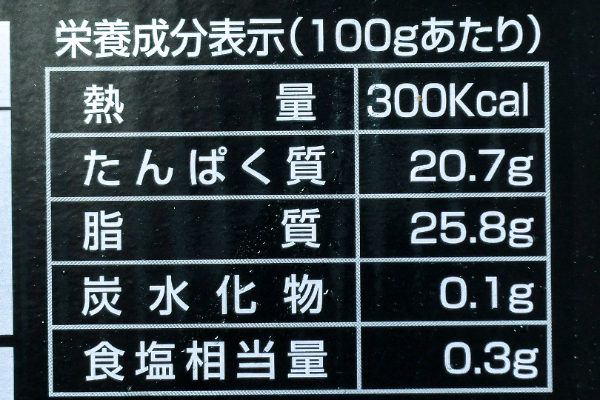 栄養成分表示(100gあたり)
熱量 300Kcal
たんぱく質 20.7g
脂質 25.8g
炭水化物 0.1g
食塩相当量 0.3g